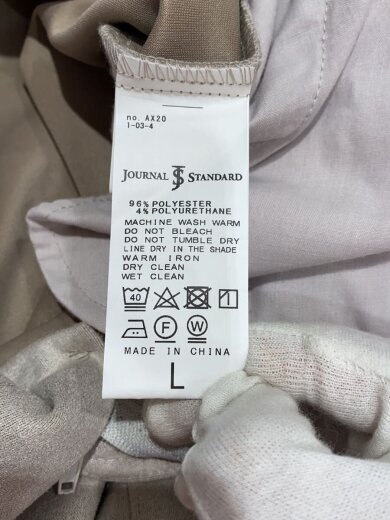 no. AX20
1-03-4
JOURNAL JS STANDARD
96% POLYESTER
4% POLYURETHANE
MACHINE WASH WARM
DO NOT BLEACH
DO NOT TUMBLE DRY
LINE DRY IN THE SHADE
WARM IRON
DRY CLEAN
WET CLEAN
40
F W
MADE IN CHINA
L